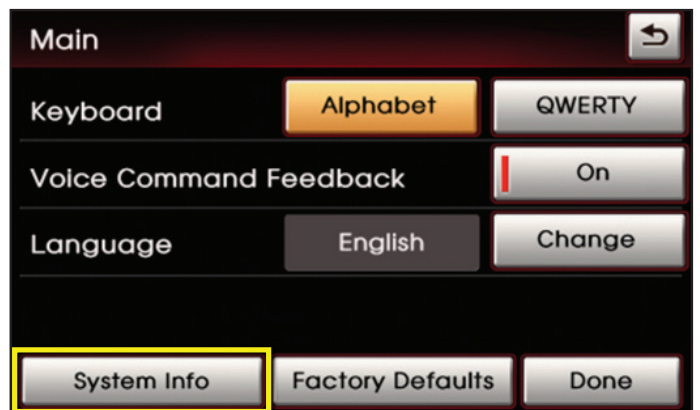 Main
Keyboard Alphabet QWERTY
Voice Command Feedback On
Language English Change
System Info Factory Defaults Done